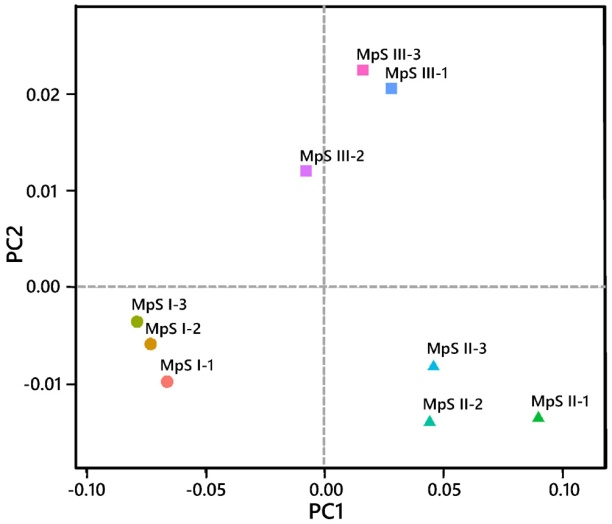 MpS III-3
MpS III-1
0.02
MpS III-2
0.01
PC2
0.00
MpS I-3
MpS I-2
MpS I-1
MpS II-3
-0.01
MpS II-2
MpS II-1
-0.10
-0.05
0.00
0.05
0.10
PC1